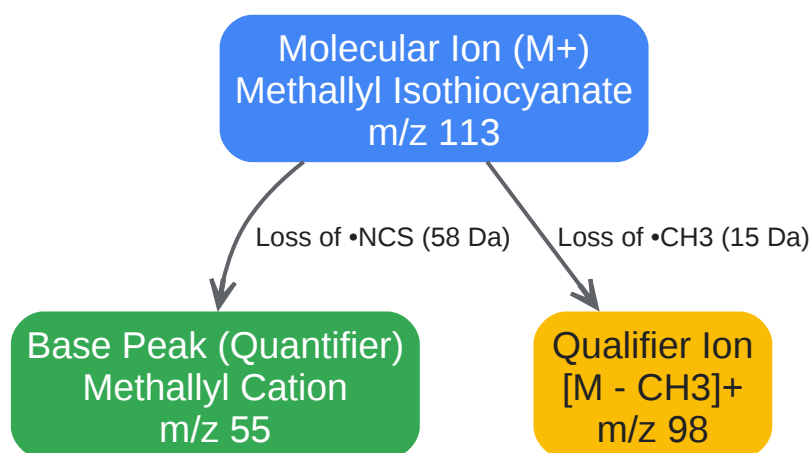 Molecular Ion (M+)
Methallyl Isothiocyanate
m/z 113
Loss of •NCS (58 Da)
Loss of •CH3 (15 Da)
Base Peak (Quantifier)
Methallyl Cation
m/z 55
Qualifier Ion
[M - CH3]+
m/z 98